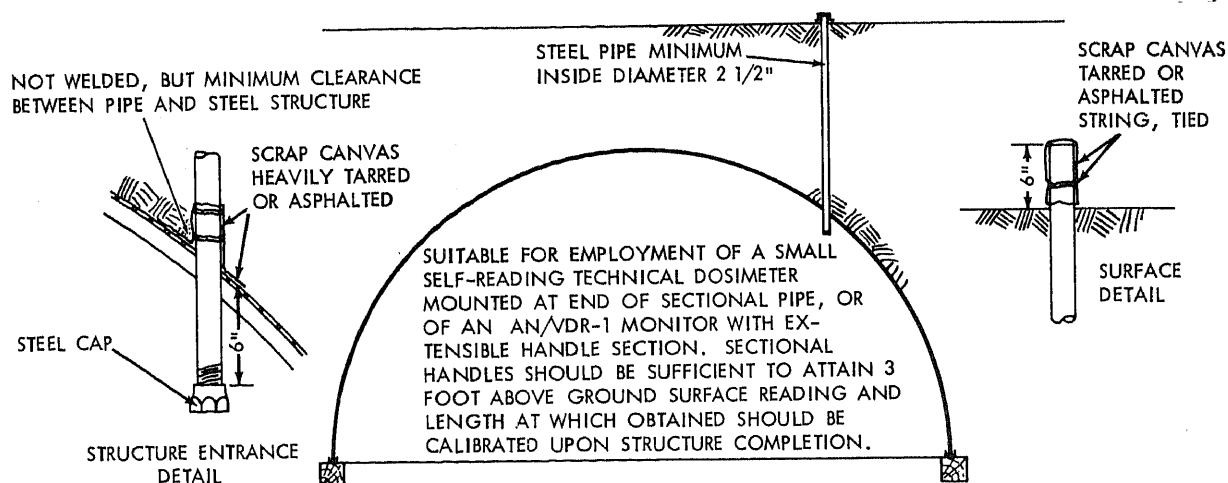 STEEL PIPE MINIMUM
INSIDE DIAMETER 2 1/2"
SCRAP CANVAS
TARRED OR
ASPHALTED
STRING, TIED
NOT WELDED, BUT MINIMUM CLEARANCE
BETWEEN PIPE AND STEEL STRUCTURE
SCRAP CANVAS
HEAVILY TARRED
OR ASPHALTED
6"
STEEL CAP
6"
STRUCTURE ENTRANCE
DETAIL
SUITABLE FOR EMPLOYMENT OF A SMALL
SELF-READING TECHNICAL DOSIMETER
MOUNTED AT END OF SECTIONAL PIPE, OR
OF AN AN/VDR-1 MONITOR WITH EX-
TENSIBLE HANDLE SECTION. SECTIONAL
HANDLES SHOULD BE SUFFICIENT TO ATTAIN 3
FOOT ABOVE GROUND SURFACE READING AND
LENGTH AT WHICH OBTAINED SHOULD BE
CALIBRATED UPON STRUCTURE COMPLETION.
SURFACE
DETAIL